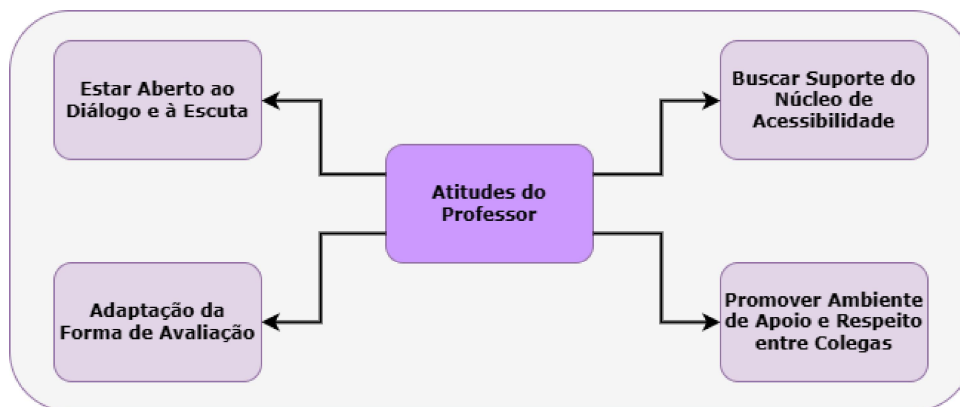 Estar Aberto ao
Diálogo e à Escuta
Buscar Suporte do
Núcleo de
Acessibilidade
Atitudes do
Professor
Adaptação da
Forma de Avaliação
Promover Ambiente
de Apoio e Respeito
entre Colegas